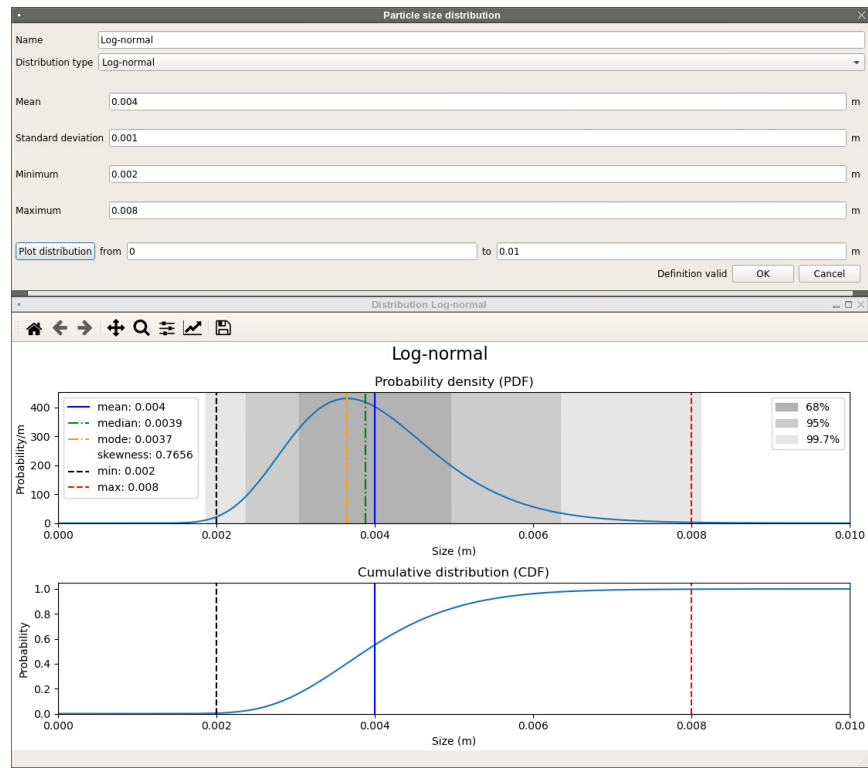 Particle size distribution
Name Log-normal
Distribution type Log-normal
Mean 0.004 m
Standard deviation 0.001 m
Minimum 0.002 m
Maximum 0.008 m
Plot distribution from 0 to 0.01 m
Definition valid OK Cancel
Distribution Log-normal
Log-normal
Probability density (PDF)
Probability/m
400
300
200
100
0
mean: 0.004
median: 0.0039
mode: 0.0037
skewness: 0.7656
min: 0.002
max: 0.008
68%
95%
99.7%
0.000 0.002 0.004 0.006 0.008 0.010
Size (m)
Cumulative distribution (CDF)
Probability
1.0
0.8
0.6
0.4
0.2
0.0
0.000 0.002 0.004 0.006 0.008 0.010
Size (m)